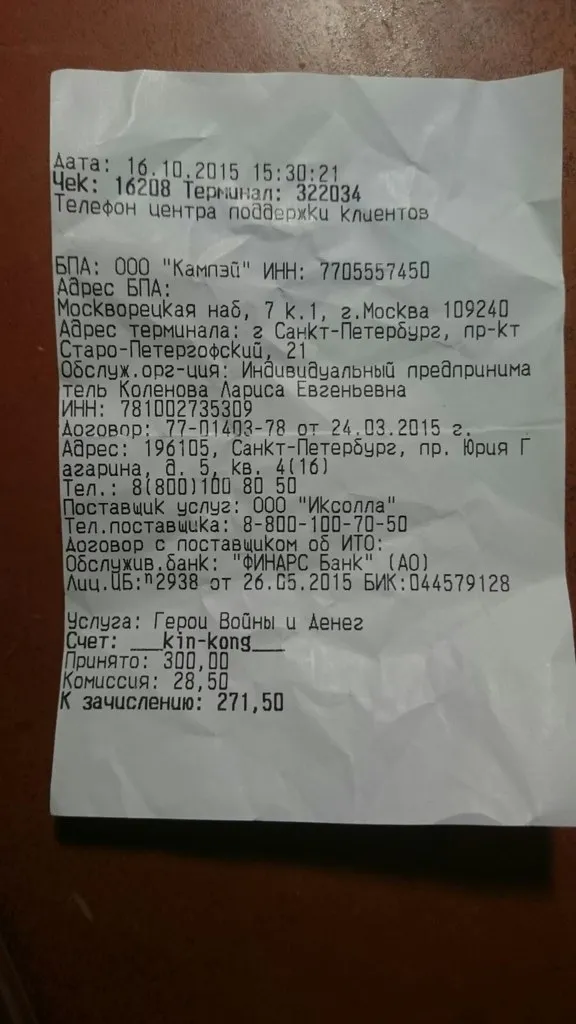 Дата: 16.10.2015 15:30:21
Чек: 16208 Терминал: 322034
Телефон центра поддержки клиентов
БПА: ООО "Кампэй" ИНН: 7705557450
Адрес БПА:
Москворецкая наб, 7 к.1, г.Москва 109240
Адрес терминала: г Санкт-Петербург, пр-кт
Старо-Петергофский, 21
Обслуж.орг-ция: Индивидуальный предпринима
тель Коленова Лариса Евгеньевна
ИНН: 781002735309
Договор: 77-01403-78 от 24.03.2015 г.
Адрес: 196105, Санкт-Петербург, пр. Юрия Г
агарина, д. 5, кв. 4(16)
Тел.: 8(800)100 80 50
Поставщик услуг: ООО "Иксолла"
Тел.поставщика: 8-800-100-70-50
Договор с поставщиком об ИТО:
Обслужив.банк: "ФИНАРС Банк" (АО)
Лиц.ЦБ:"2938 от 26.05.2015 БИК:044579128
Услуга: Герои Войны и Денег
Счет: ___kin-kong___
Принято: 300,00
Комиссия: 28,50
К зачислению: 271,50